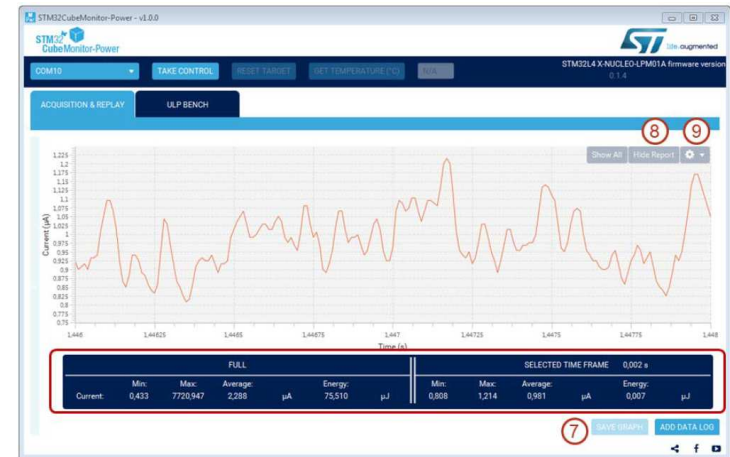 STM32CubeMonitor-Power - v1.0.0
STM32
CubeMonitor-Power
life.augmented
COM10
TAKE CONTROL
RESET TARGET
GET TEMPERATURE (°C)
N/A
STM32L4 X-NUCLEO-LPM01A firmware version
0.1.4
ACQUISITION & REPLAY
ULP BENCH
8
9
Show All
Hide Report
Current (µA)
1,225
1,2
1,175
1,15
1,125
1,1
1,075
1,05
1,025
1
0,975
0,95
0,925
0,9
0,875
0,85
0,825
0,8
0,775
0,75
1,446
1,44625
1,4465
1,44675
1,447
1,44725
1,4475
1,44775
1,448
Time (s)
FULL
SELECTED TIME FRAME 0,002 s
Min: Max: Average: Energy:
Min: Max: Average: Energy:
Current: 0,433 7720,947 2,288 µA 75,510 µJ
0,808 1,214 0,981 µA 0,007 µJ
7
SAVE GRAPH
ADD DATA LOG